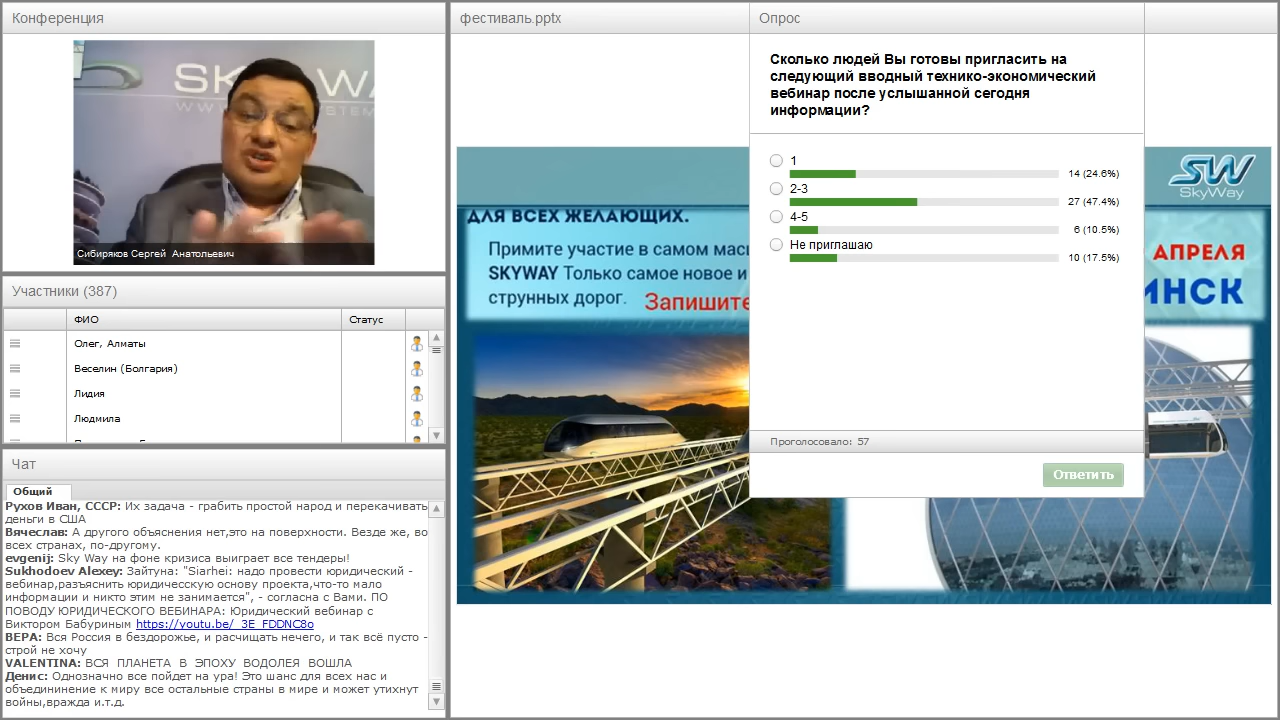 Конференция
SKYWAY
Сибиряков Сергей Анатольевич
Участники (387)
ФИО
Статус
Олег, Алматы
Веселин (Болгария)
Лидия
Людмила
Чат
Общий
Рухов Иван, СССР: Их задача - грабить простой народ и перекачивать
деньги в США
Вячеслав: А другого объяснения нет,это на поверхности. Везде же, во
всех странах, по-другому.
evgenij: Sky Way на фоне кризиса выиграет все тендеры!
Sukhodoev Alexey: Зайтуна: "Siarhei: надо провести юридический -
вебинар,разъяснить юридичесскую основу проекта,что-то мало
информации и никто этим не занимается", - согласна с Вами. ПО
ПОВОДУ ЮРИДИЧЕСКОГО ВЕБИНАРА: Юридический вебинар с
Виктором Бабуриным https://youtu.be/_3E_FDDNC8o
ВЕРА: Вся Россия в бездорожье, и расчищать нечего, и так всё пусто -
строй не хочу
VALENTINA: ВСЯ ПЛАНЕТА В ЭПОХУ ВОДОЛЕЯ ВОШЛА
Денис: Однозначно все пойдет на ура! Это шанс для всех нас и
объедининение к миру все эстальные страны в мире и может утихнут
войны,вражда и.т.д.
фестиваль.pptx
SW
SkyWay
ДЛЯ ВСЕХ ЖЕЛАЮЩИХ.
Примите участие в самом
SKYWAY Только самое новое и
струнных дорог. Запишите
АПРЕЛЯ
ИНСК
Опрос
Сколько людей Вы готовы пригласить на
следующий вводный технико-экономический
вебинар после услышанной сегодня
информации?
1
14 (24.6%)
2-3
27 (47.4%)
4-5
6 (10.5%)
Не приглашаю
10 (17.5%)
Проголосовало: 57
Ответить